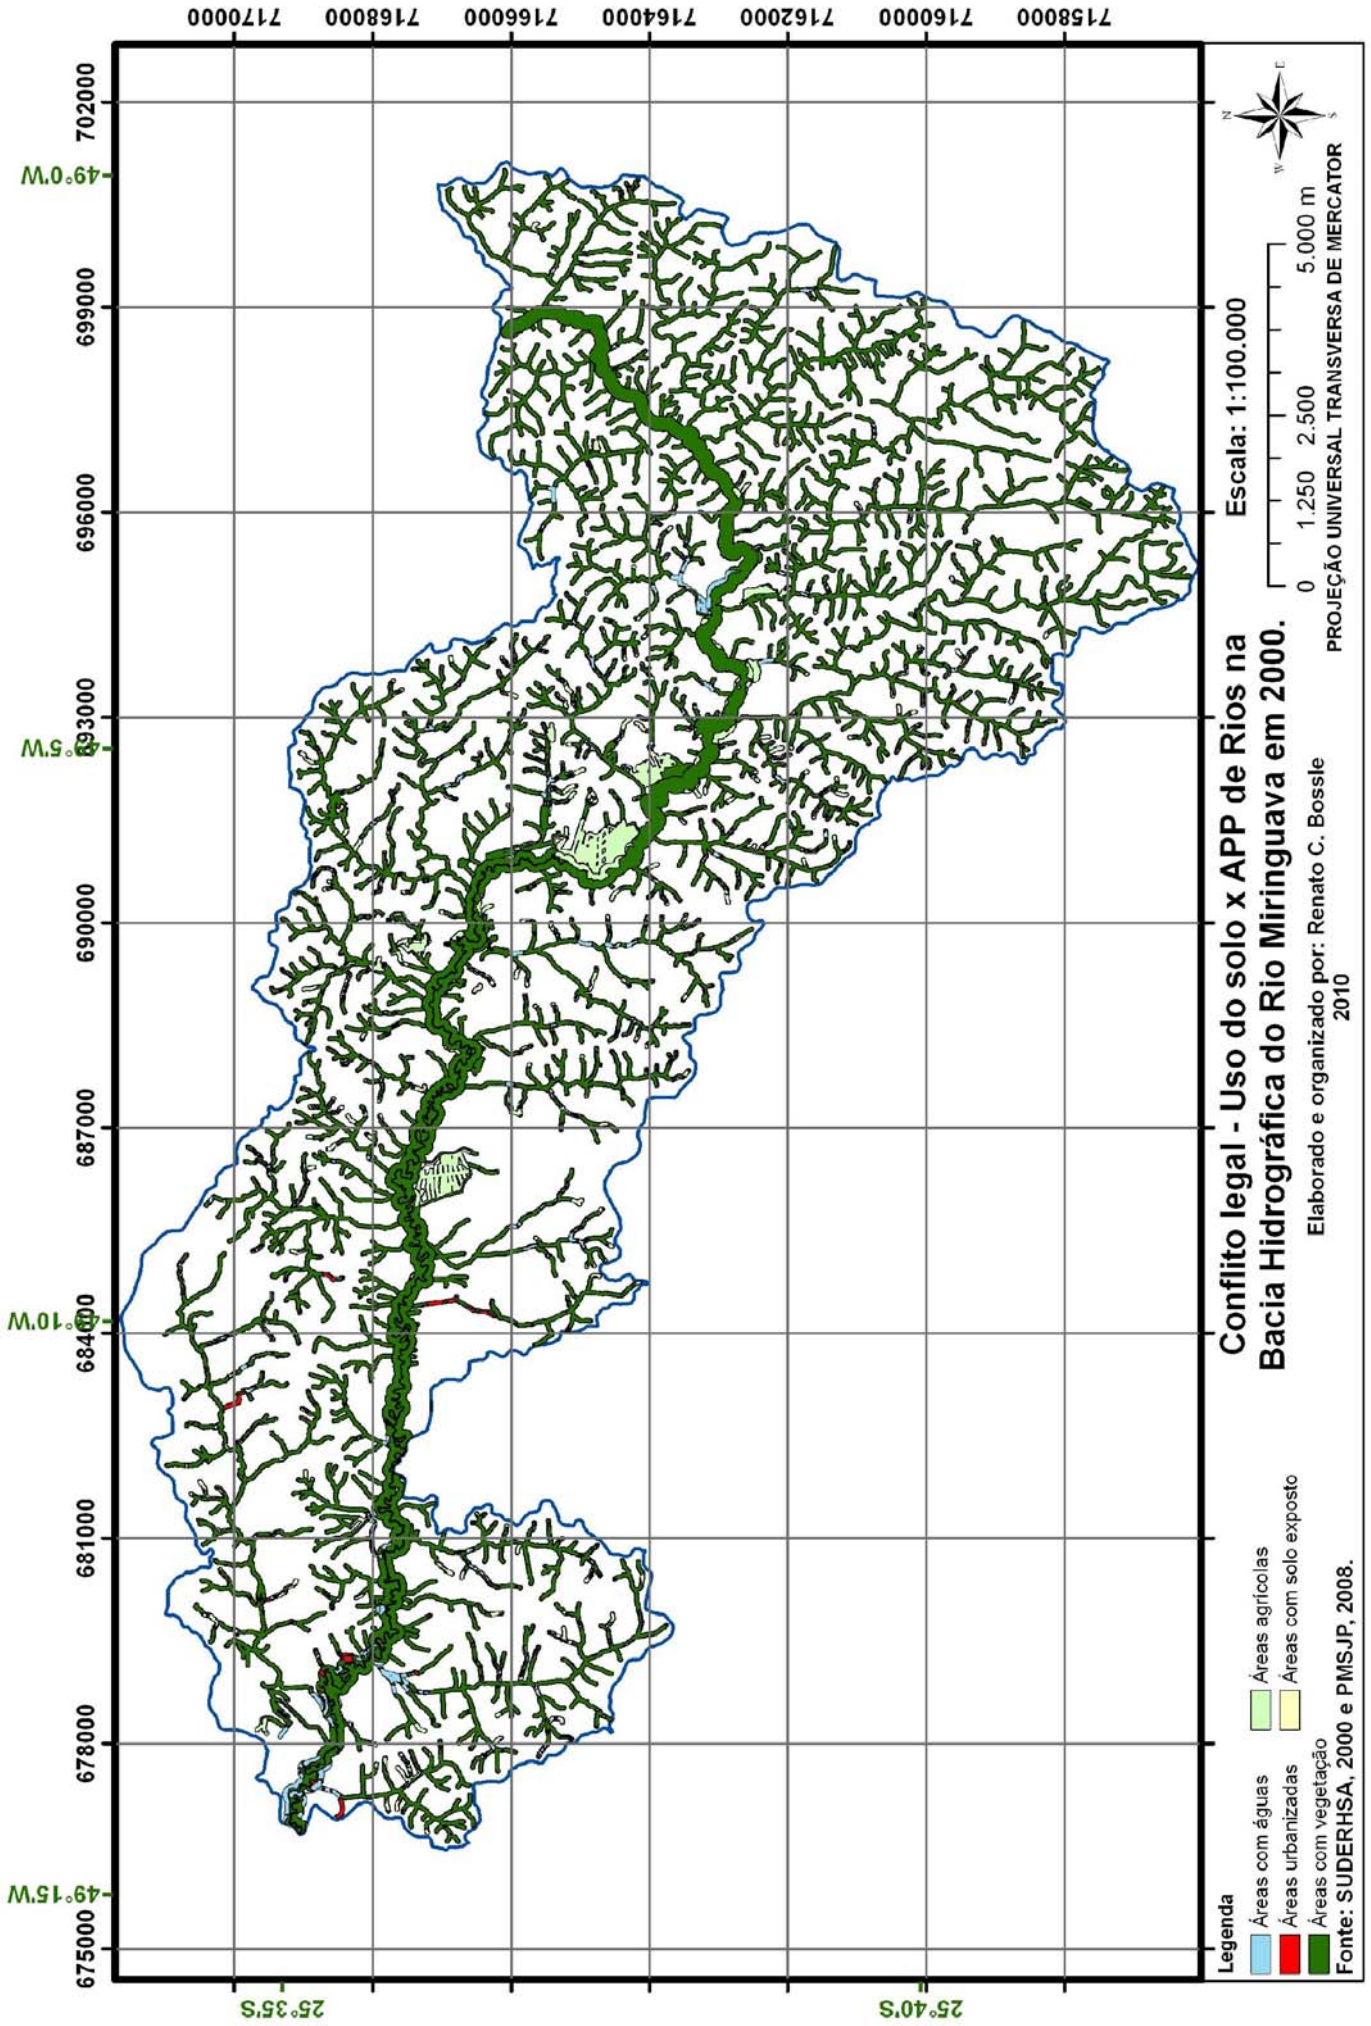 49°15'W
49°10'W
49°5'W
49°0'W
675000
678000
681000
684000
687000
690000
693000
696000
699000
702000
25°35'S
25°40'S
7170000
7168000
7166000
7164000
7162000
7160000
7158000
Legenda
Áreas com águas
Áreas urbanizadas
Áreas com vegetação
Áreas agrícolas
Áreas com solo exposto
Fonte: SUDERHSA, 2000 e PMSJP, 2008.
Conflito legal - Uso do solo x APP de Rios na
Bacia Hidrográfica do Rio Miringuava em 2000.
Elaborado e organizado por: Renato C. Bossle
2010
Escala: 1:100.000
0 1.250 2.500 5.000 m
PROJEÇÃO UNIVERSAL TRANSVERSA DE MERCATOR
N
W E
S